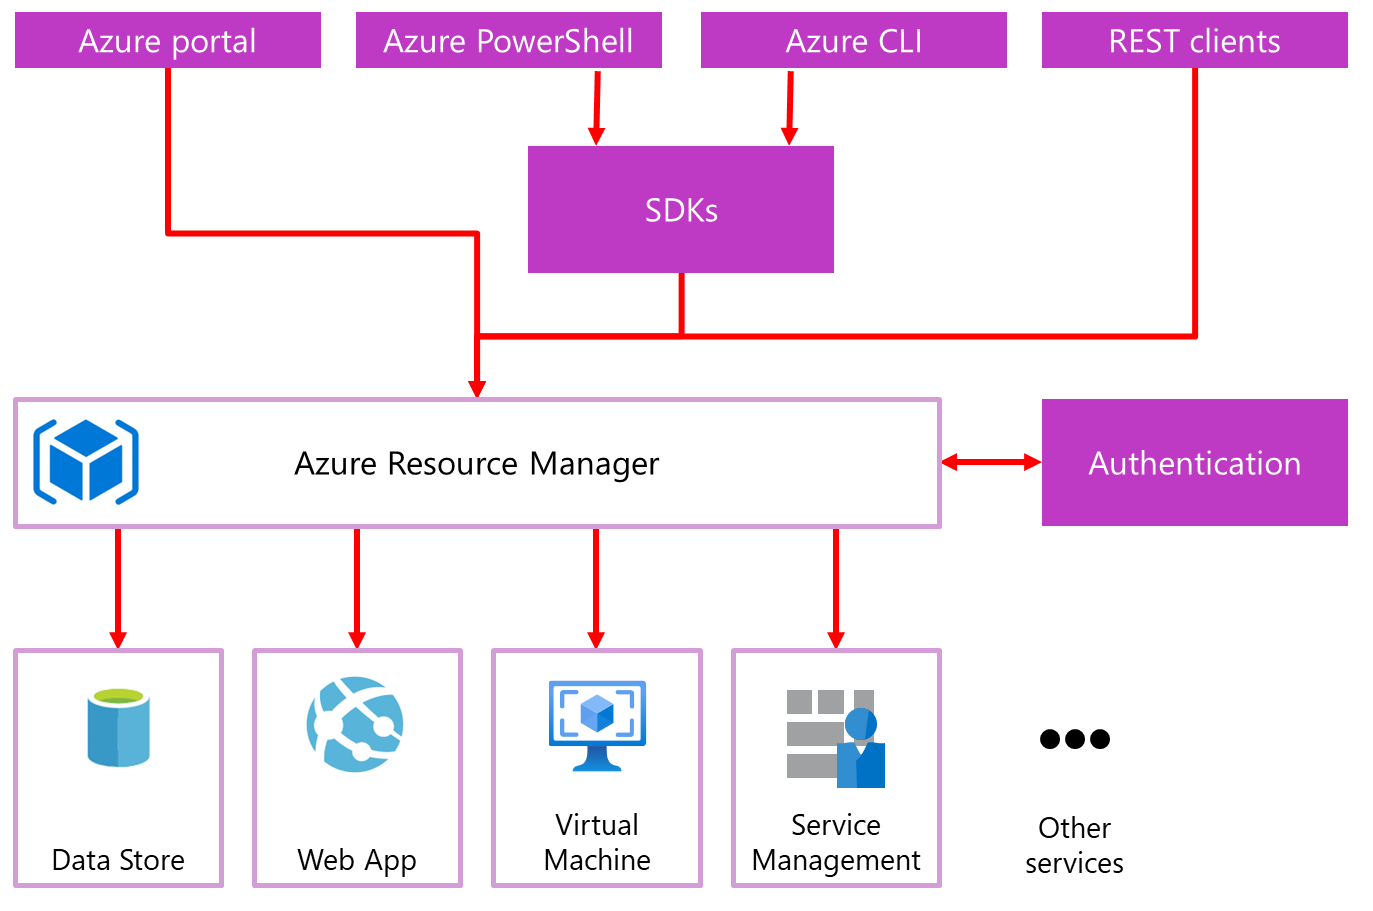 Azure portal
Azure PowerShell
Azure CLI
REST clients
SDKs
Azure Resource Manager
Authentication
Data Store
Web App
Virtual
Machine
Service
Management
Other
services